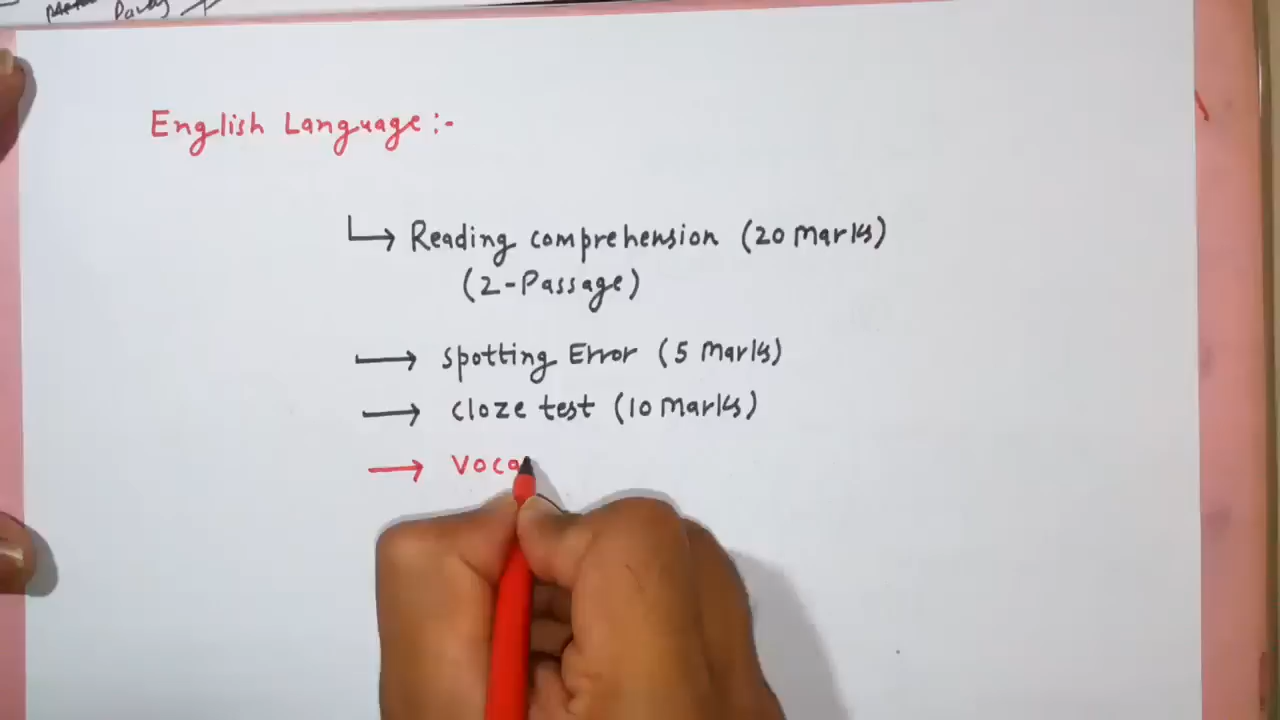 English Language :-
→ Reading comprehension (20 Marks)
(2-Passage)
→ Spotting Error (5 Marks)
→ cloze test (10 Marks)
→ Voca